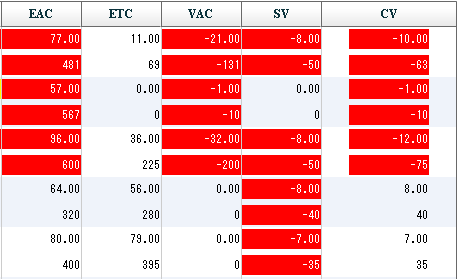 EAC ETC VAC SV CV
77.00 11.00 -21.00 -8.00 -10.00
481 69 -131 -50 -63
57.00 0.00 -1.00 0.00 -1.00
567 0 -10 0 -10
96.00 36.00 -32.00 -8.00 -12.00
600 225 -200 -50 -75
64.00 56.00 0.00 -8.00 8.00
320 280 0 -40 40
80.00 79.00 0.00 -7.00 7.00
400 395 0 -35 35